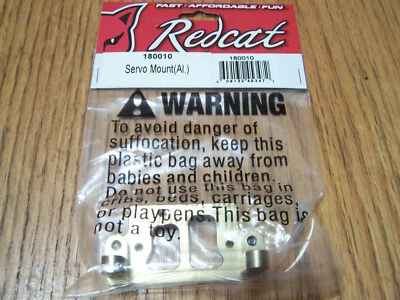 FAST · AFFORDABLE · FUN
Redcat
180010
Servo Mount(Al.)
180010
WARNING
To avoid danger of
suffocation, keep this
plastic bag away from
babies and children.
Do not use this bag in
cribs, beds, carriages
or playpens.This bag is
not a toy.